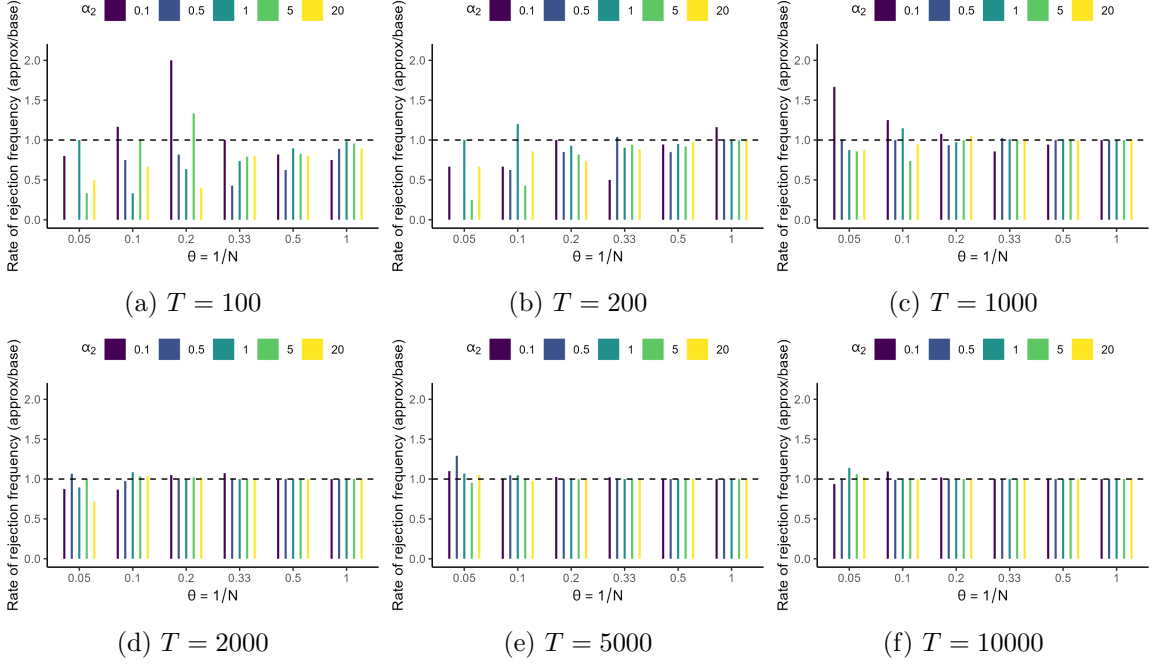 α2 0.1 0.5 1 5 20
Rate of rejection frequency (approx/base)
2.0
1.5
1.0
0.5
0.0
0.05 0.1 0.2 0.33 0.5 1
θ = 1/N
(a) T = 100
α2 0.1 0.5 1 5 20
Rate of rejection frequency (approx/base)
2.0
1.5
1.0
0.5
0.0
0.05 0.1 0.2 0.33 0.5 1
θ = 1/N
(b) T = 200
α2 0.1 0.5 1 5 20
Rate of rejection frequency (approx/base)
2.0
1.5
1.0
0.5
0.0
0.05 0.1 0.2 0.33 0.5 1
θ = 1/N
(c) T = 1000
α2 0.1 0.5 1 5 20
Rate of rejection frequency (approx/base)
2.0
1.5
1.0
0.5
0.0
0.05 0.1 0.2 0.33 0.5 1
θ = 1/N
(d) T = 2000
α2 0.1 0.5 1 5 20
Rate of rejection frequency (approx/base)
2.0
1.5
1.0
0.5
0.0
0.05 0.1 0.2 0.33 0.5 1
θ = 1/N
(e) T = 5000
α2 0.1 0.5 1 5 20
Rate of rejection frequency (approx/base)
2.0
1.5
1.0
0.5
0.0
0.05 0.1 0.2 0.33 0.5 1
θ = 1/N
(f) T = 10000